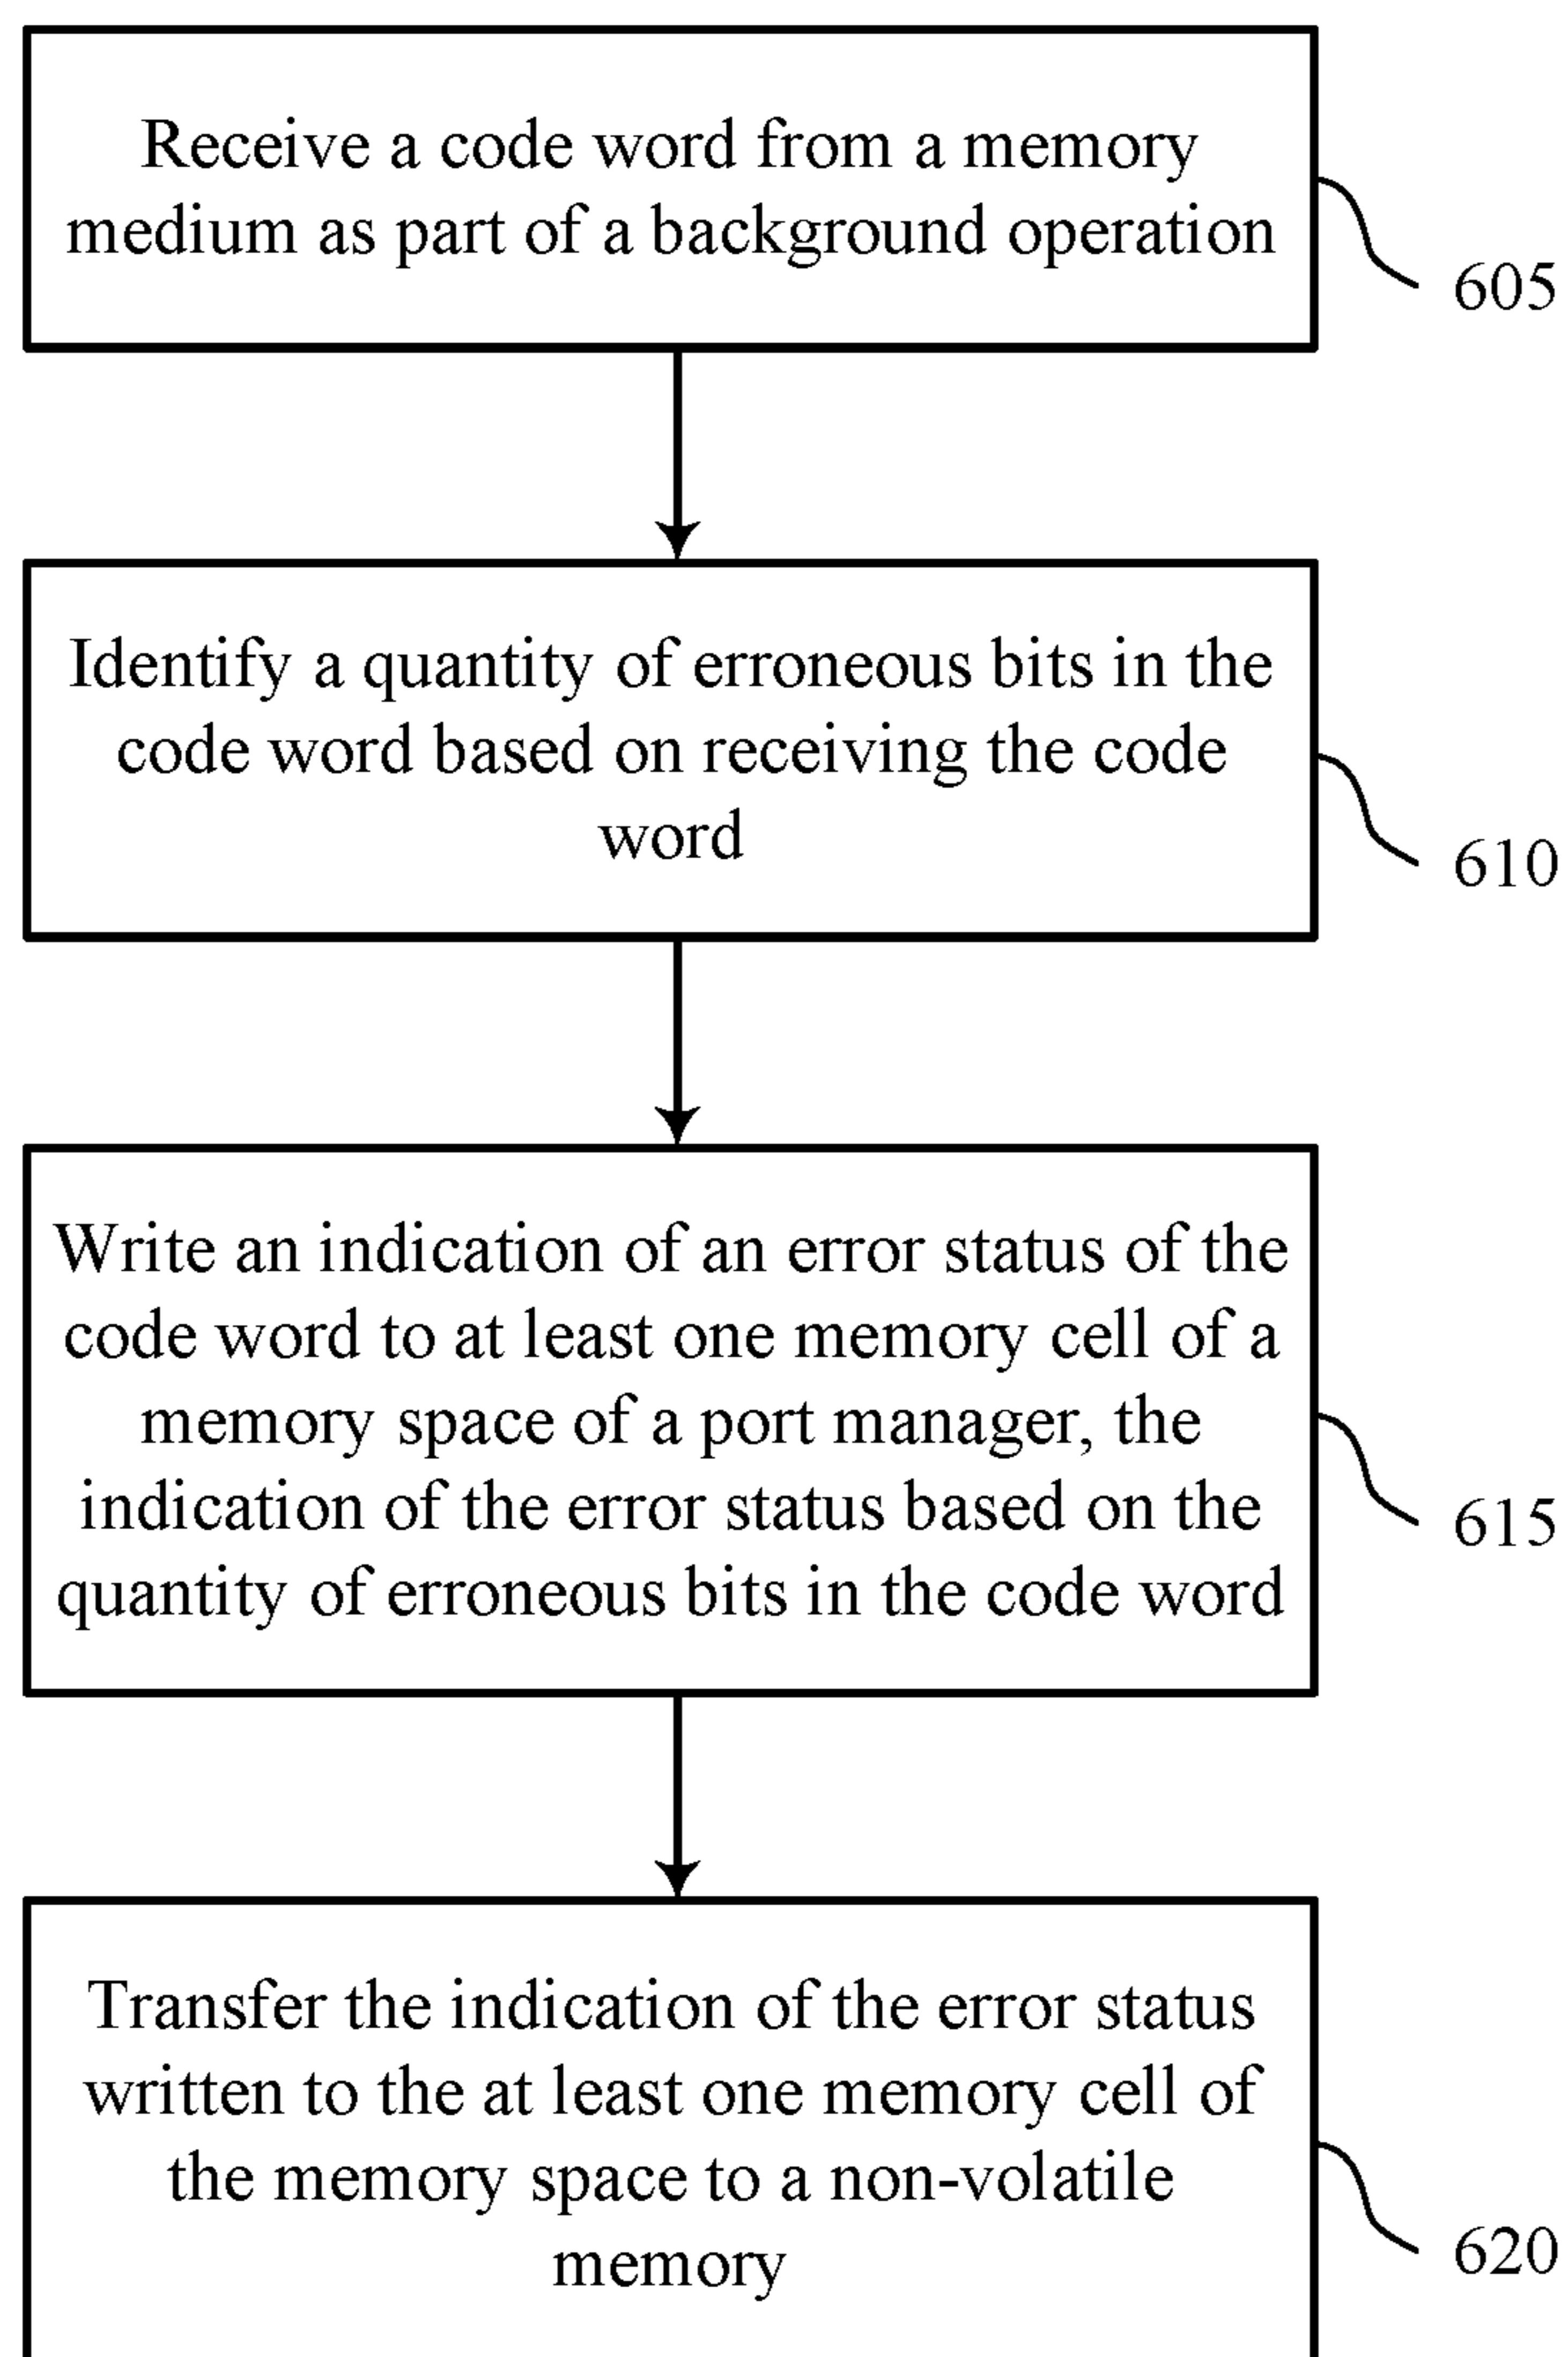 Receive a code word from a memory
medium as part of a background operation
605
Identify a quantity of erroneous bits in the
code word based on receiving the code
word
610
Write an indication of an error status of the
code word to at least one memory cell of a
memory space of a port manager, the
indication of the error status based on the
quantity of erroneous bits in the code word
615
Transfer the indication of the error status
written to the at least one memory cell of
the memory space to a non-volatile
memory
620